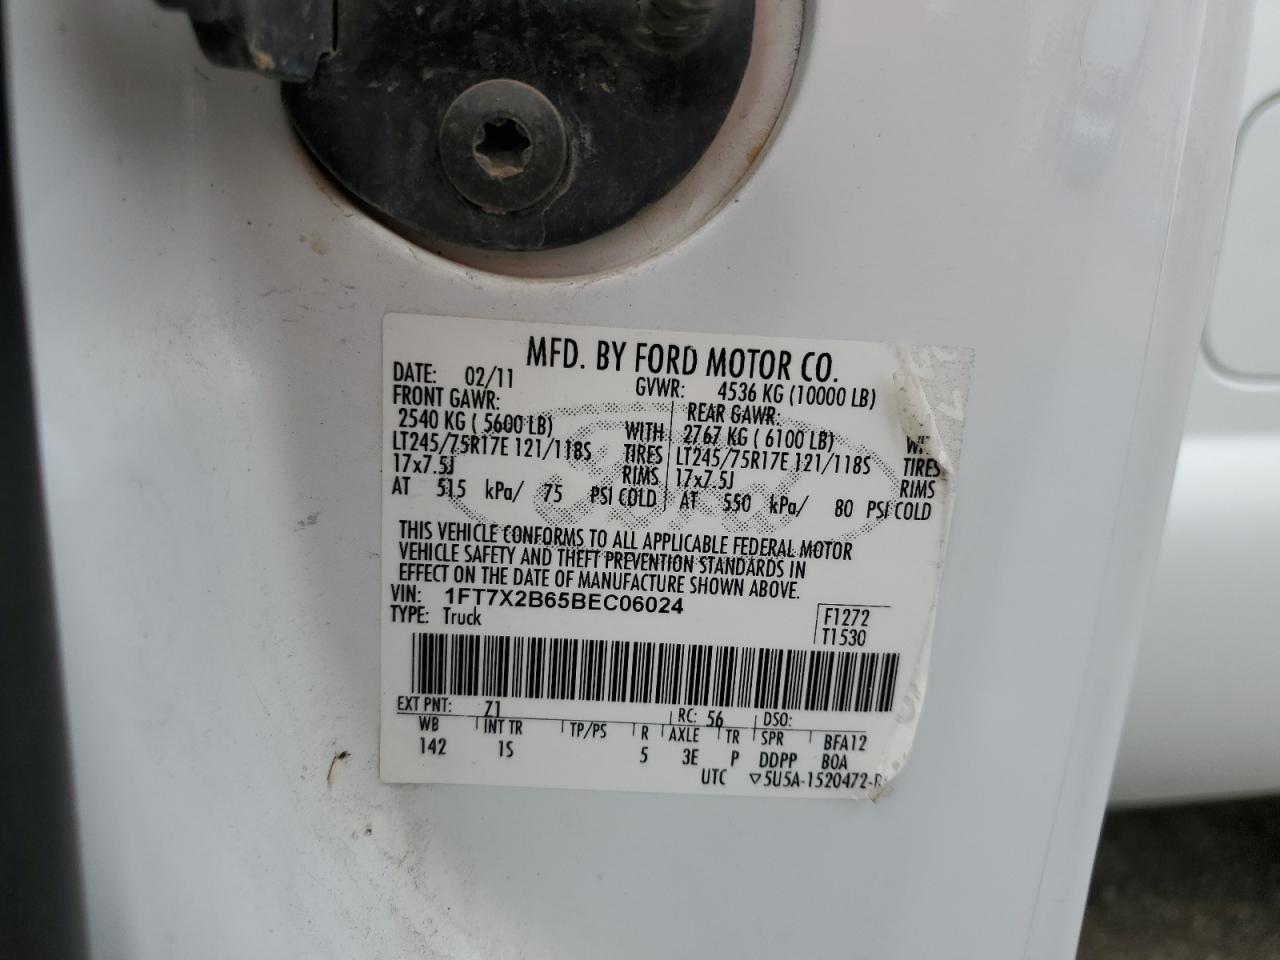 MFD. BY FORD MOTOR CO.
DATE: 02/11 GVWR: 4536 KG (10000 LB)
FRONT GAWR: REAR GAWR:
2540 KG ( 5600 LB) WITH 2767 KG ( 6100 LB)
LT245/75R17E 121/118S TIRES LT245/75R17E 121/118S TIRES
17x7.5J RIMS 17x7.5J RIMS
AT 515 kPa/ 75 PSI COLD AT 550 kPa/ 80 PSI COLD
THIS VEHICLE CONFORMS TO ALL APPLICABLE FEDERAL MOTOR
VEHICLE SAFETY AND THEFT PREVENTION STANDARDS IN
EFFECT ON THE DATE OF MANUFACTURE SHOWN ABOVE.
VIN: 1FT7X2B65BEC06024 F1272
TYPE: Truck T1530
EXT PNT: Z1 RC: 56 DSO:
WB INT TR TP/PS R AXLE TR SPR BFA12
142 1S 5 3E P DDPP BOA
UTC ▽5U5A-1520472-